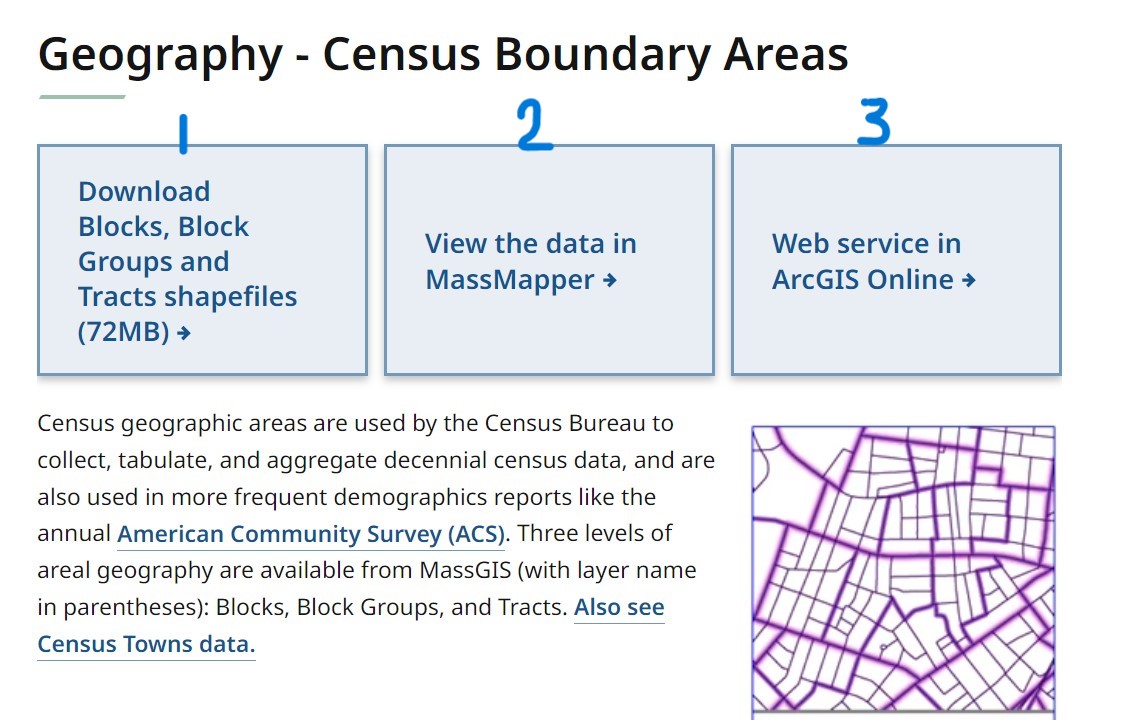 Geography - Census Boundary Areas
1
2
3
Download
Blocks, Block
Groups and
Tracts shapefiles
(72MB) →
View the data in
MassMapper →
Web service in
ArcGIS Online →
Census geographic areas are used by the Census Bureau to
collect, tabulate, and aggregate decennial census data, and are
also used in more frequent demographics reports like the
annual American Community Survey (ACS). Three levels of
areal geography are available from MassGIS (with layer name
in parentheses): Blocks, Block Groups, and Tracts. Also see
Census Towns data.